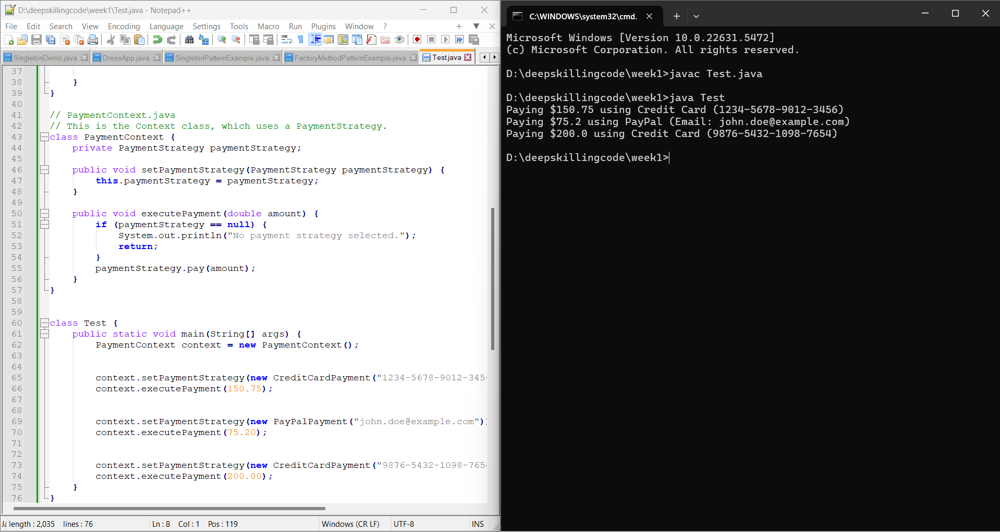 D:\deepskillingcode\week1\Test.java - Notepad++
File Edit Search View Encoding Language Settings Tools Macro Run Plugins Window ?
SingletonDemo.java DressApp.java SingletonPatternExample.java FactoryMethodPatternExample.java Test.java
37
38 }
39 }
40
41 // PaymentContext.java
42 // This is the Context class, which uses a PaymentStrategy.
43 class PaymentContext {
44 private PaymentStrategy paymentStrategy;
45
46 public void setPaymentStrategy(PaymentStrategy paymentStrategy) {
47 this.paymentStrategy = paymentStrategy;
48 }
49
50 public void executePayment(double amount) {
51 if (paymentStrategy == null) {
52 System.out.println("No payment strategy selected.");
53 return;
54 }
55 paymentStrategy.pay(amount);
56 }
57 }
58
59
60 class Test {
61 public static void main(String[] args) {
62 PaymentContext context = new PaymentContext();
63
64
65 context.setPaymentStrategy(new CreditCardPayment("1234-5678-9012-345
66 context.executePayment(150.75);
67
68
69 context.setPaymentStrategy(new PayPalPayment("john.doe@example.com")
70 context.executePayment(75.20);
71
72
73 context.setPaymentStrategy(new CreditCardPayment("9876-5432-1098-765
74 context.executePayment(200.00);
75 }
76 }
Ja length : 2,035 lines : 76 Ln : 8 Col : 1 Pos : 119 Windows (CR LF) UTF-8 INS
C:\WINDOWS\system32\cmd.
Microsoft Windows [Version 10.0.22631.5472]
(c) Microsoft Corporation. All rights reserved.
D:\deepskillingcode\week1>javac Test.java
D:\deepskillingcode\week1>java Test
Paying $150.75 using Credit Card (1234-5678-9012-3456)
Paying $75.2 using PayPal (Email: john.doe@example.com)
Paying $200.0 using Credit Card (9876-5432-1098-7654)
D:\deepskillingcode\week1>